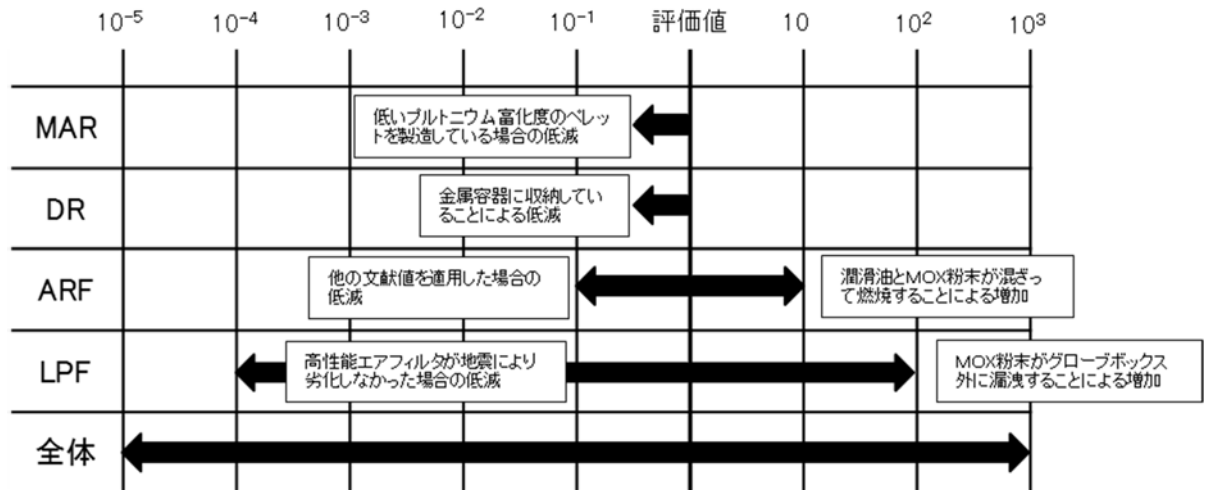 10⁻⁵ 10⁻⁴ 10⁻³ 10⁻² 10⁻¹ 評価値 10 10² 10³
MAR
低いプルトニウム富化度のペレッ
トを製造している場合の低減
DR
金属容器に収納してい
ることによる低減
ARF
他の文献値を適用した場合の
低減
潤滑油とMOX粉末が混ざっ
て燃焼することによる増加
LPF
高性能エアフィルタが地震により
劣化しなかった場合の低減
MOX粉末がグローブボックス
外に漏洩することによる増加
全体